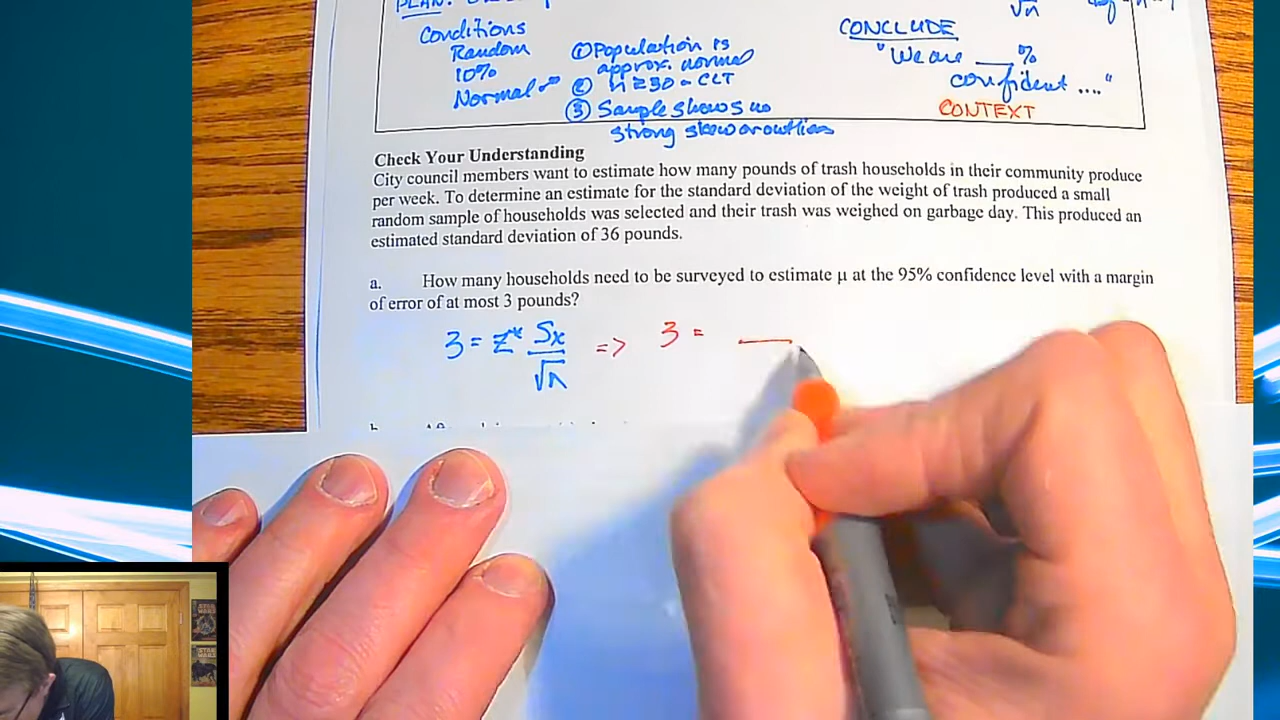 PLAN:
√n
Conditions
Random
10%
Normal
① Population is
approx. normal
② n ≥ 30 - CLT
③ Sample shows no
strong skew or outliers
CONCLUDE
"We are ___%
confident ...."
CONTEXT
Check Your Understanding
City council members want to estimate how many pounds of trash households in their community produce
per week. To determine an estimate for the standard deviation of the weight of trash produced a small
random sample of households was selected and their trash was weighed on garbage day. This produced an
estimated standard deviation of 36 pounds.
a. How many households need to be surveyed to estimate μ at the 95% confidence level with a margin
of error of at most 3 pounds?
3 = z* Sx/√n => 3 =
STAR WARS
STAR WARS